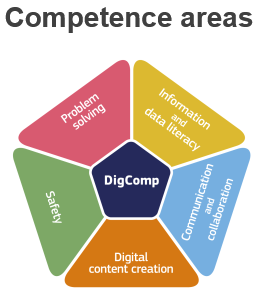 Competence areas
Problem
solving
Information
and
data literacy
DigComp
Safety
Communication
and
collaboration
Digital
content creation